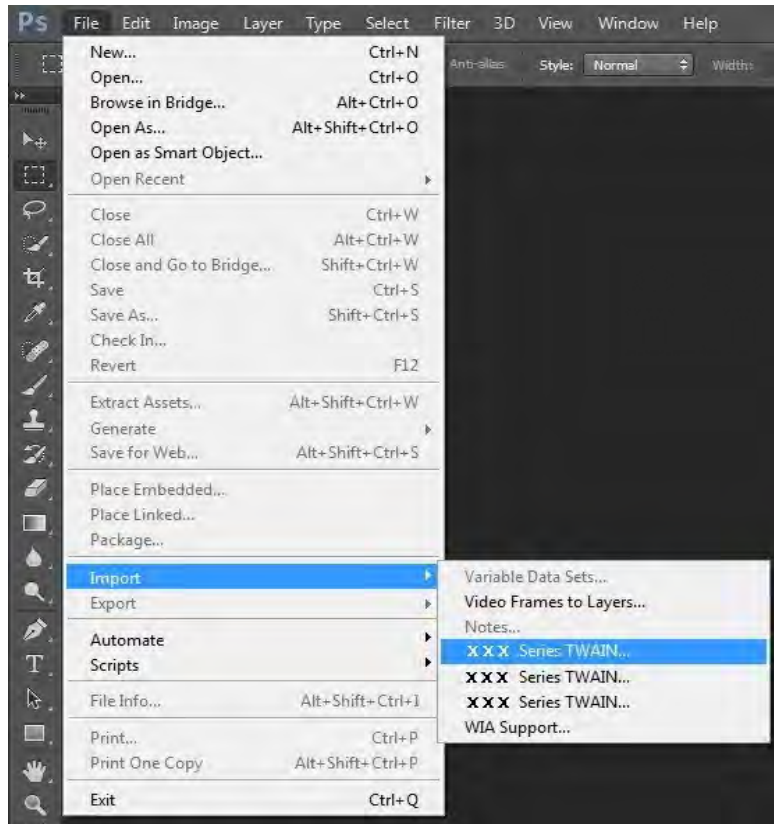 Ps File Edit Image Layer Type Select Filter 3D View Window Help
Anti-alias Style: Normal Width:
New... Ctrl+N
Open... Ctrl+O
Browse in Bridge... Alt+Ctrl+O
Open As... Alt+Shift+Ctrl+O
Open as Smart Object...
Open Recent
Close Ctrl+W
Close All Alt+Ctrl+W
Close and Go to Bridge... Shift+Ctrl+W
Save Ctrl+S
Save As... Shift+Ctrl+S
Check In...
Revert F12
Extract Assets... Alt+Shift+Ctrl+W
Generate
Save for Web... Alt+Shift+Ctrl+S
Place Embedded...
Place Linked...
Package...
Import
Export
Automate
Scripts
File Info... Alt+Shift+Ctrl+I
Print... Ctrl+P
Print One Copy Alt+Shift+Ctrl+P
Exit Ctrl+Q
Variable Data Sets...
Video Frames to Layers...
Notes...
X X X Series TWAIN...
X X X Series TWAIN...
X X X Series TWAIN...
WIA Support...